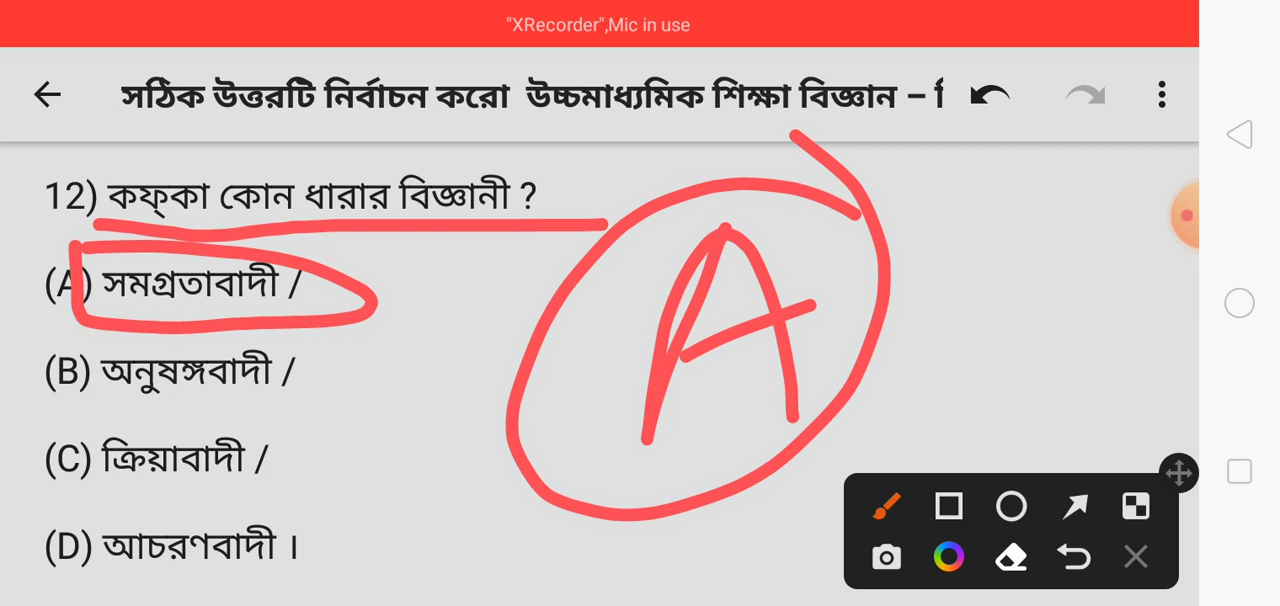 "XRecorder",Mic in use
সঠিক উত্তরটি নির্বাচন করো উচ্চমাধ্যমিক শিক্ষা বিজ্ঞান –
12) কফ্কা কোন ধারার বিজ্ঞানী ?
(A) সমগ্রতাবাদী /
A
(B) অনুষঙ্গবাদী /
(C) ক্রিয়াবাদী /
(D) আচরণবাদী ।